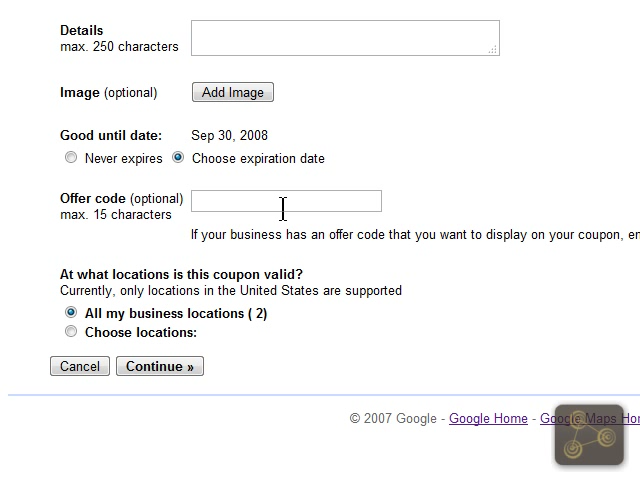 Details
max. 250 characters
Image (optional) Add Image
Good until date: Sep 30, 2008
Never expires Choose expiration date
Offer code (optional)
max. 15 characters
If your business has an offer code that you want to display on your coupon, en
At what locations is this coupon valid?
Currently, only locations in the United States are supported
All my business locations ( 2)
Choose locations:
Cancel Continue »
© 2007 Google - Google Home - Google Maps Hor